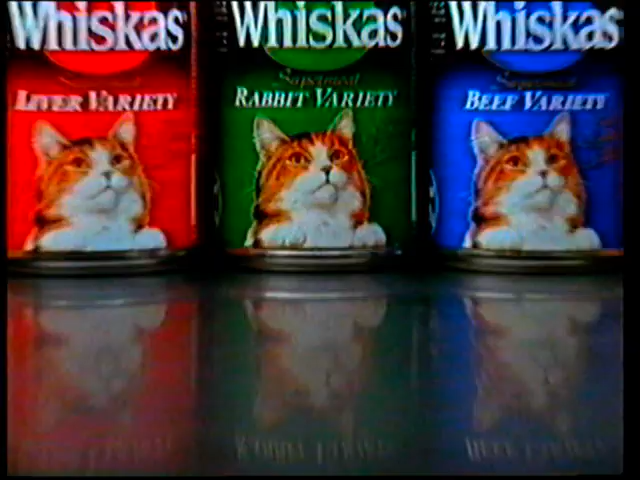 Whiskas Whiskas Whiskas
Supermeat Supermeat
LIVER VARIETY RABBIT VARIETY BEEF VARIETY